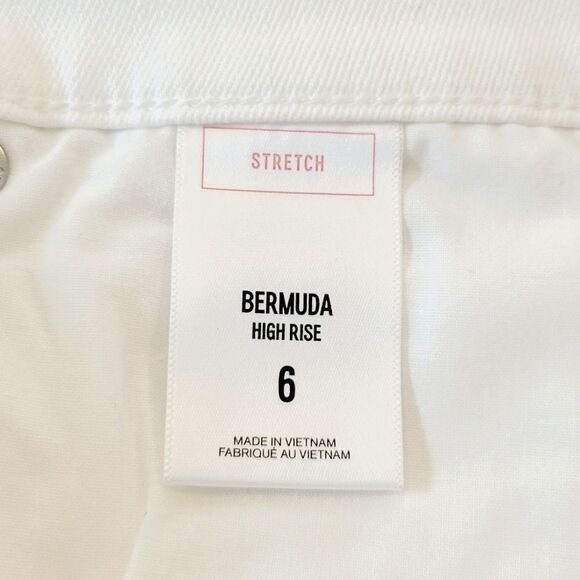 STRETCH
BERMUDA
HIGH RISE
6
MADE IN VIETNAM
FABRIQUÉ AU VIETNAM